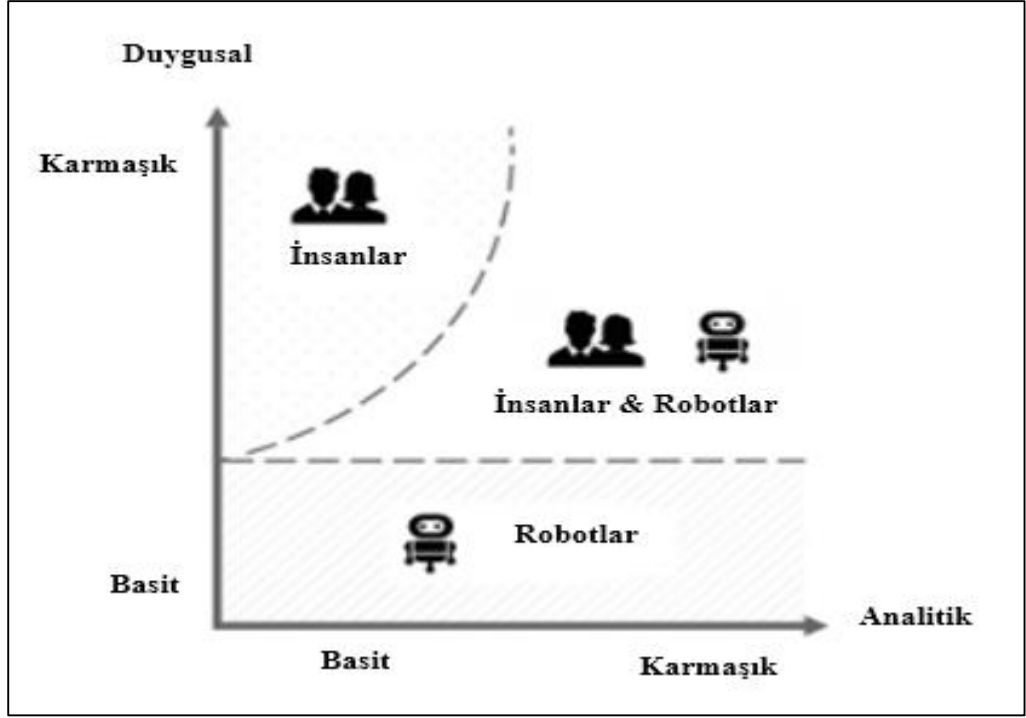 Duygusal
Karmaşık
İnsanlar
İnsanlar & Robotlar
Robotlar
Basit
Analitik
Basit
Karmaşık